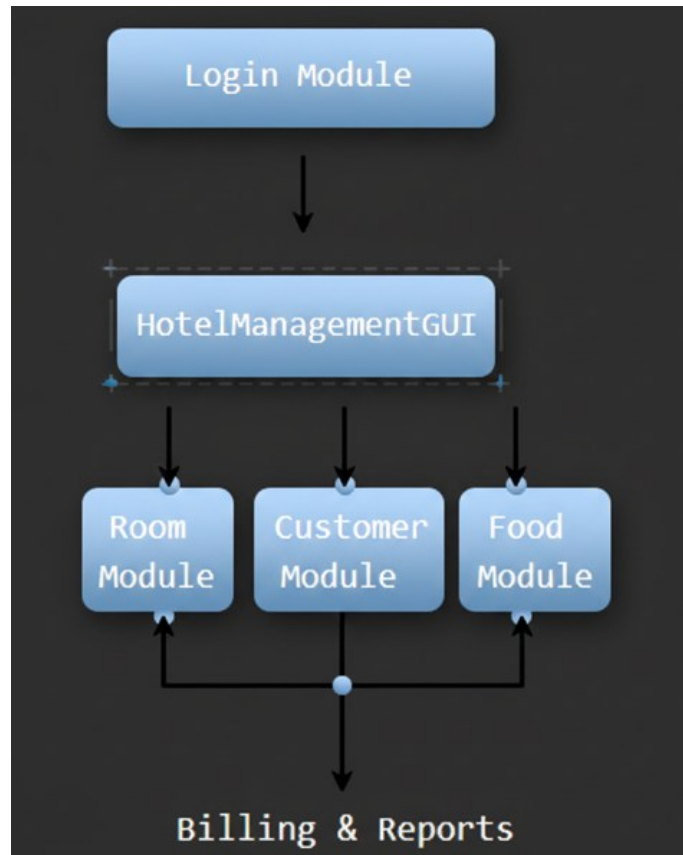 Login Module
HotelManagementGUI
Room
Module
Customer
Module
Food
Module
Billing & Reports